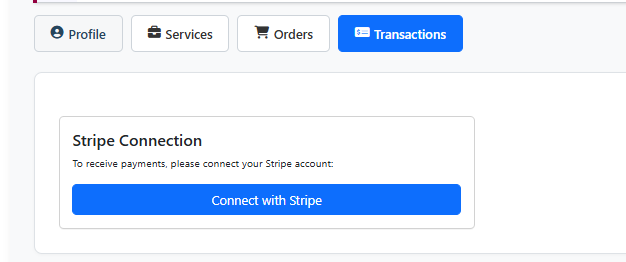 Profile
Services
Orders
Transactions
Stripe Connection
To receive payments, please connect your Stripe account:
Connect with Stripe